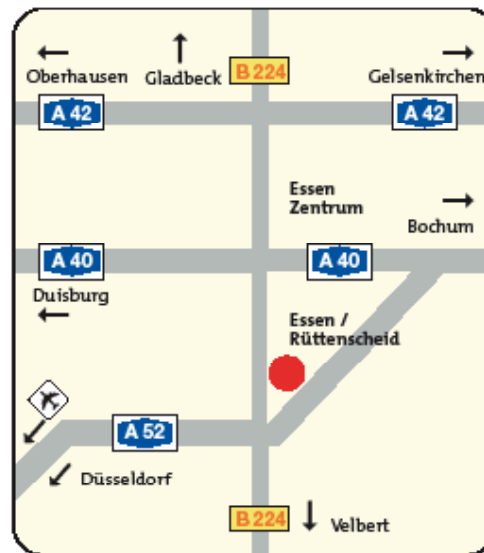 B 224
Oberhausen
Gladbeck
Gelsenkirchen
A 42
A 42
Essen
Zentrum
Bochum
A 40
A 40
Duisburg
Essen /
Rüttenscheid
A 52
Düsseldorf
B 224
Velbert